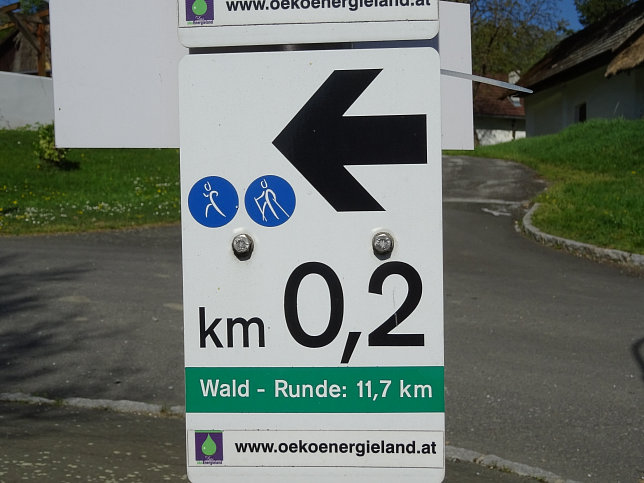 www.oekoenergieland.at
km 0,2
Wald - Runde: 11,7 km
www.oekoenergieland.at